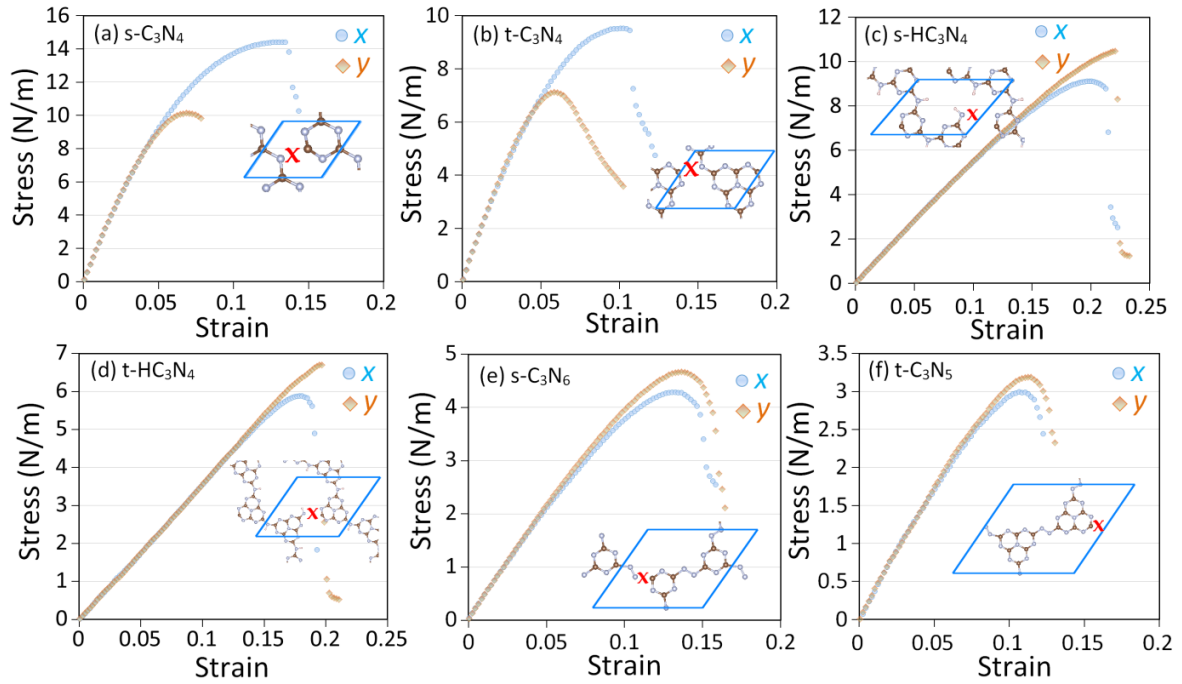 (a) s-C₃N₄
x
y
Stress (N/m)
16
14
12
10
8
6
4
2
0
0
0.05
0.1
0.15
0.2
Strain
x
(b) t-C₃N₄
x
y
Stress (N/m)
10
8
6
4
2
0
0
0.05
0.1
0.15
0.2
Strain
x
(c) s-HC₃N₄
x
y
Stress (N/m)
12
10
8
6
4
2
0
0
0.05
0.1
0.15
0.2
0.25
Strain
x
(d) t-HC₃N₄
x
y
Stress (N/m)
7
6
5
4
3
2
1
0
0
0.05
0.1
0.15
0.2
0.25
Strain
x
(e) s-C₃N₆
x
y
Stress (N/m)
5
4
3
2
1
0
0
0.05
0.1
0.15
0.2
Strain
x
(f) t-C₃N₅
x
y
Stress (N/m)
3.5
3
2.5
2
1.5
1
0.5
0
0
0.05
0.1
0.15
0.2
Strain
x